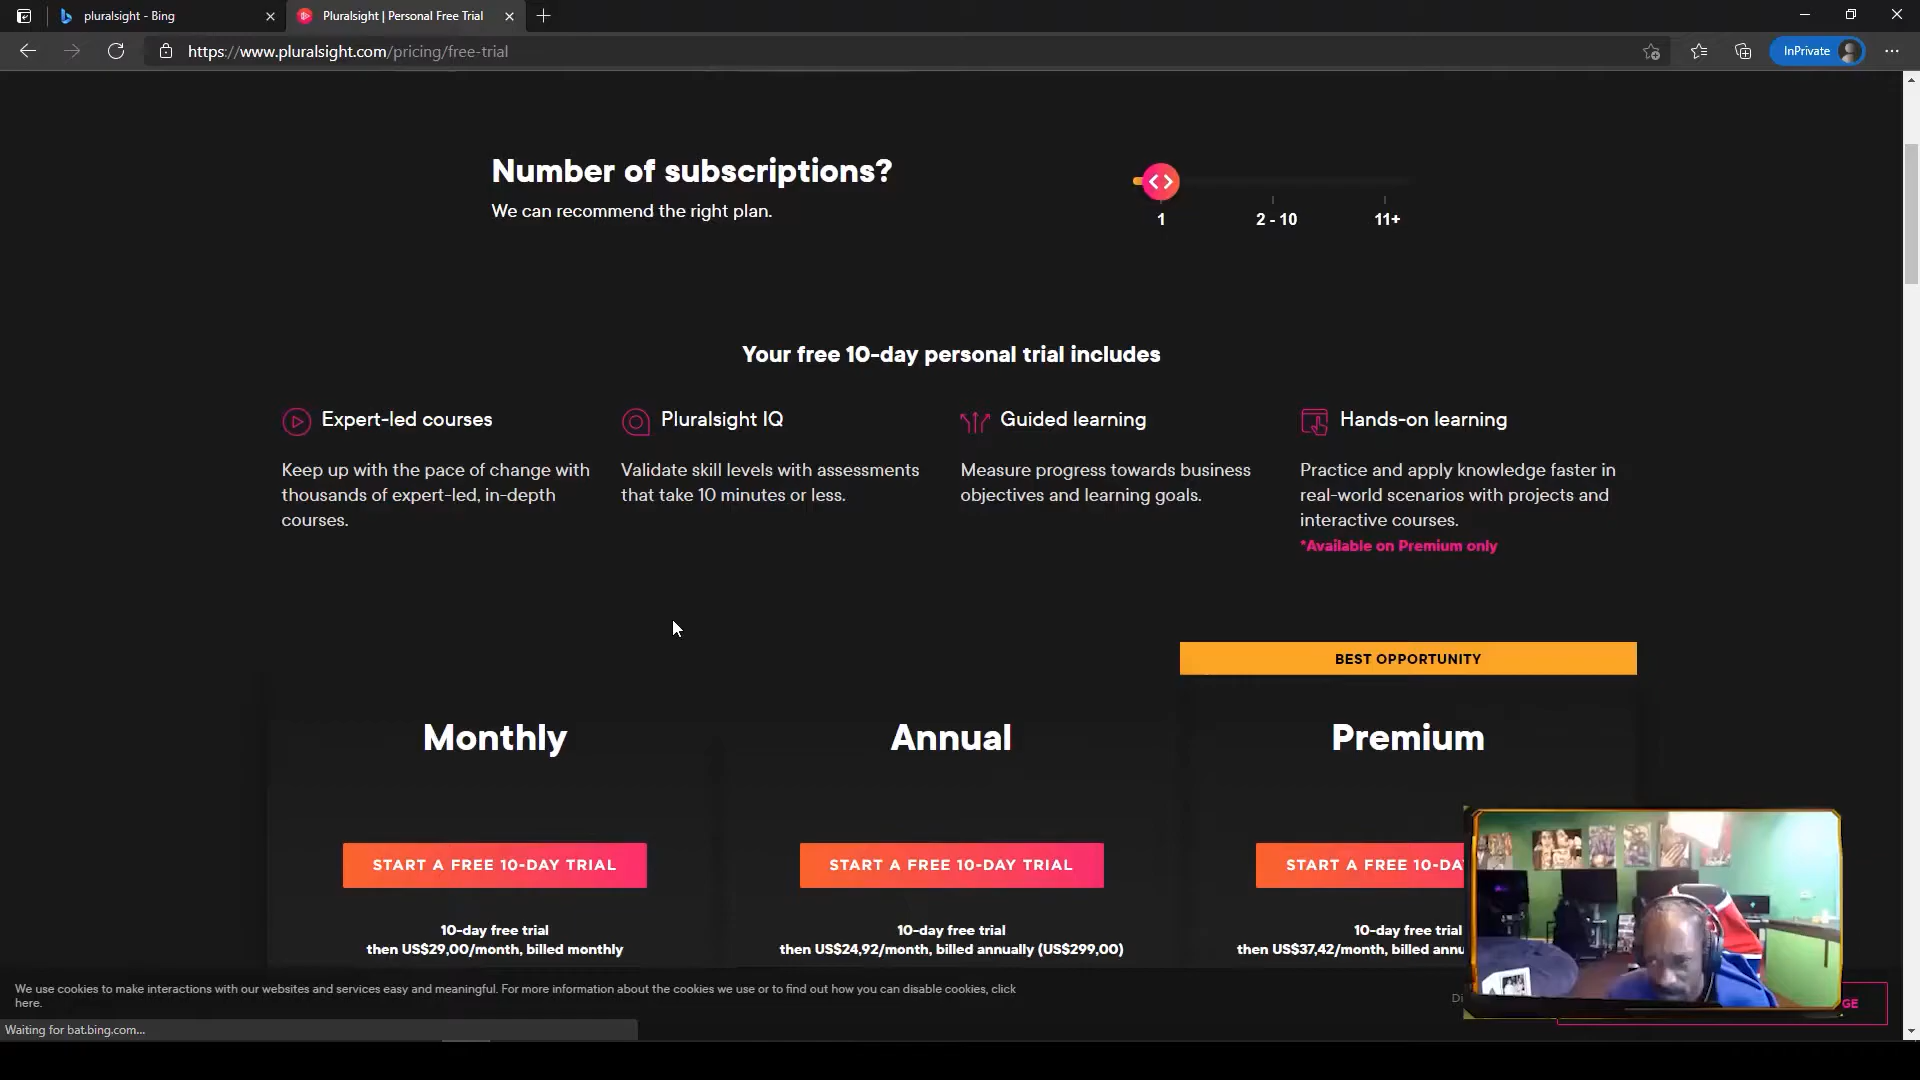 pluralsight - Bing
Pluralsight | Personal Free Trial
https://www.pluralsight.com/pricing/free-trial
InPrivate
Number of subscriptions?
We can recommend the right plan.
1
2 - 10
11+
Your free 10-day personal trial includes
Expert-led courses
Keep up with the pace of change with
thousands of expert-led, in-depth
courses.
Pluralsight IQ
Validate skill levels with assessments
that take 10 minutes or less.
Guided learning
Measure progress towards business
objectives and learning goals.
Hands-on learning
Practice and apply knowledge faster in
real-world scenarios with projects and
interactive courses.
*Available on Premium only
BEST OPPORTUNITY
Monthly
START A FREE 10-DAY TRIAL
10-day free trial
then US$29,00/month, billed monthly
Annual
START A FREE 10-DAY TRIAL
10-day free trial
then US$24,92/month, billed annually (US$299,00)
Premium
START A FREE 10-DA
10-day free trial
then US$37,42/month, billed annu
We use cookies to make interactions with our websites and services easy and meaningful. For more information about the cookies we use or to find out how you can disable cookies, click
here.
Di
GE
Waiting for bat.bing.com...